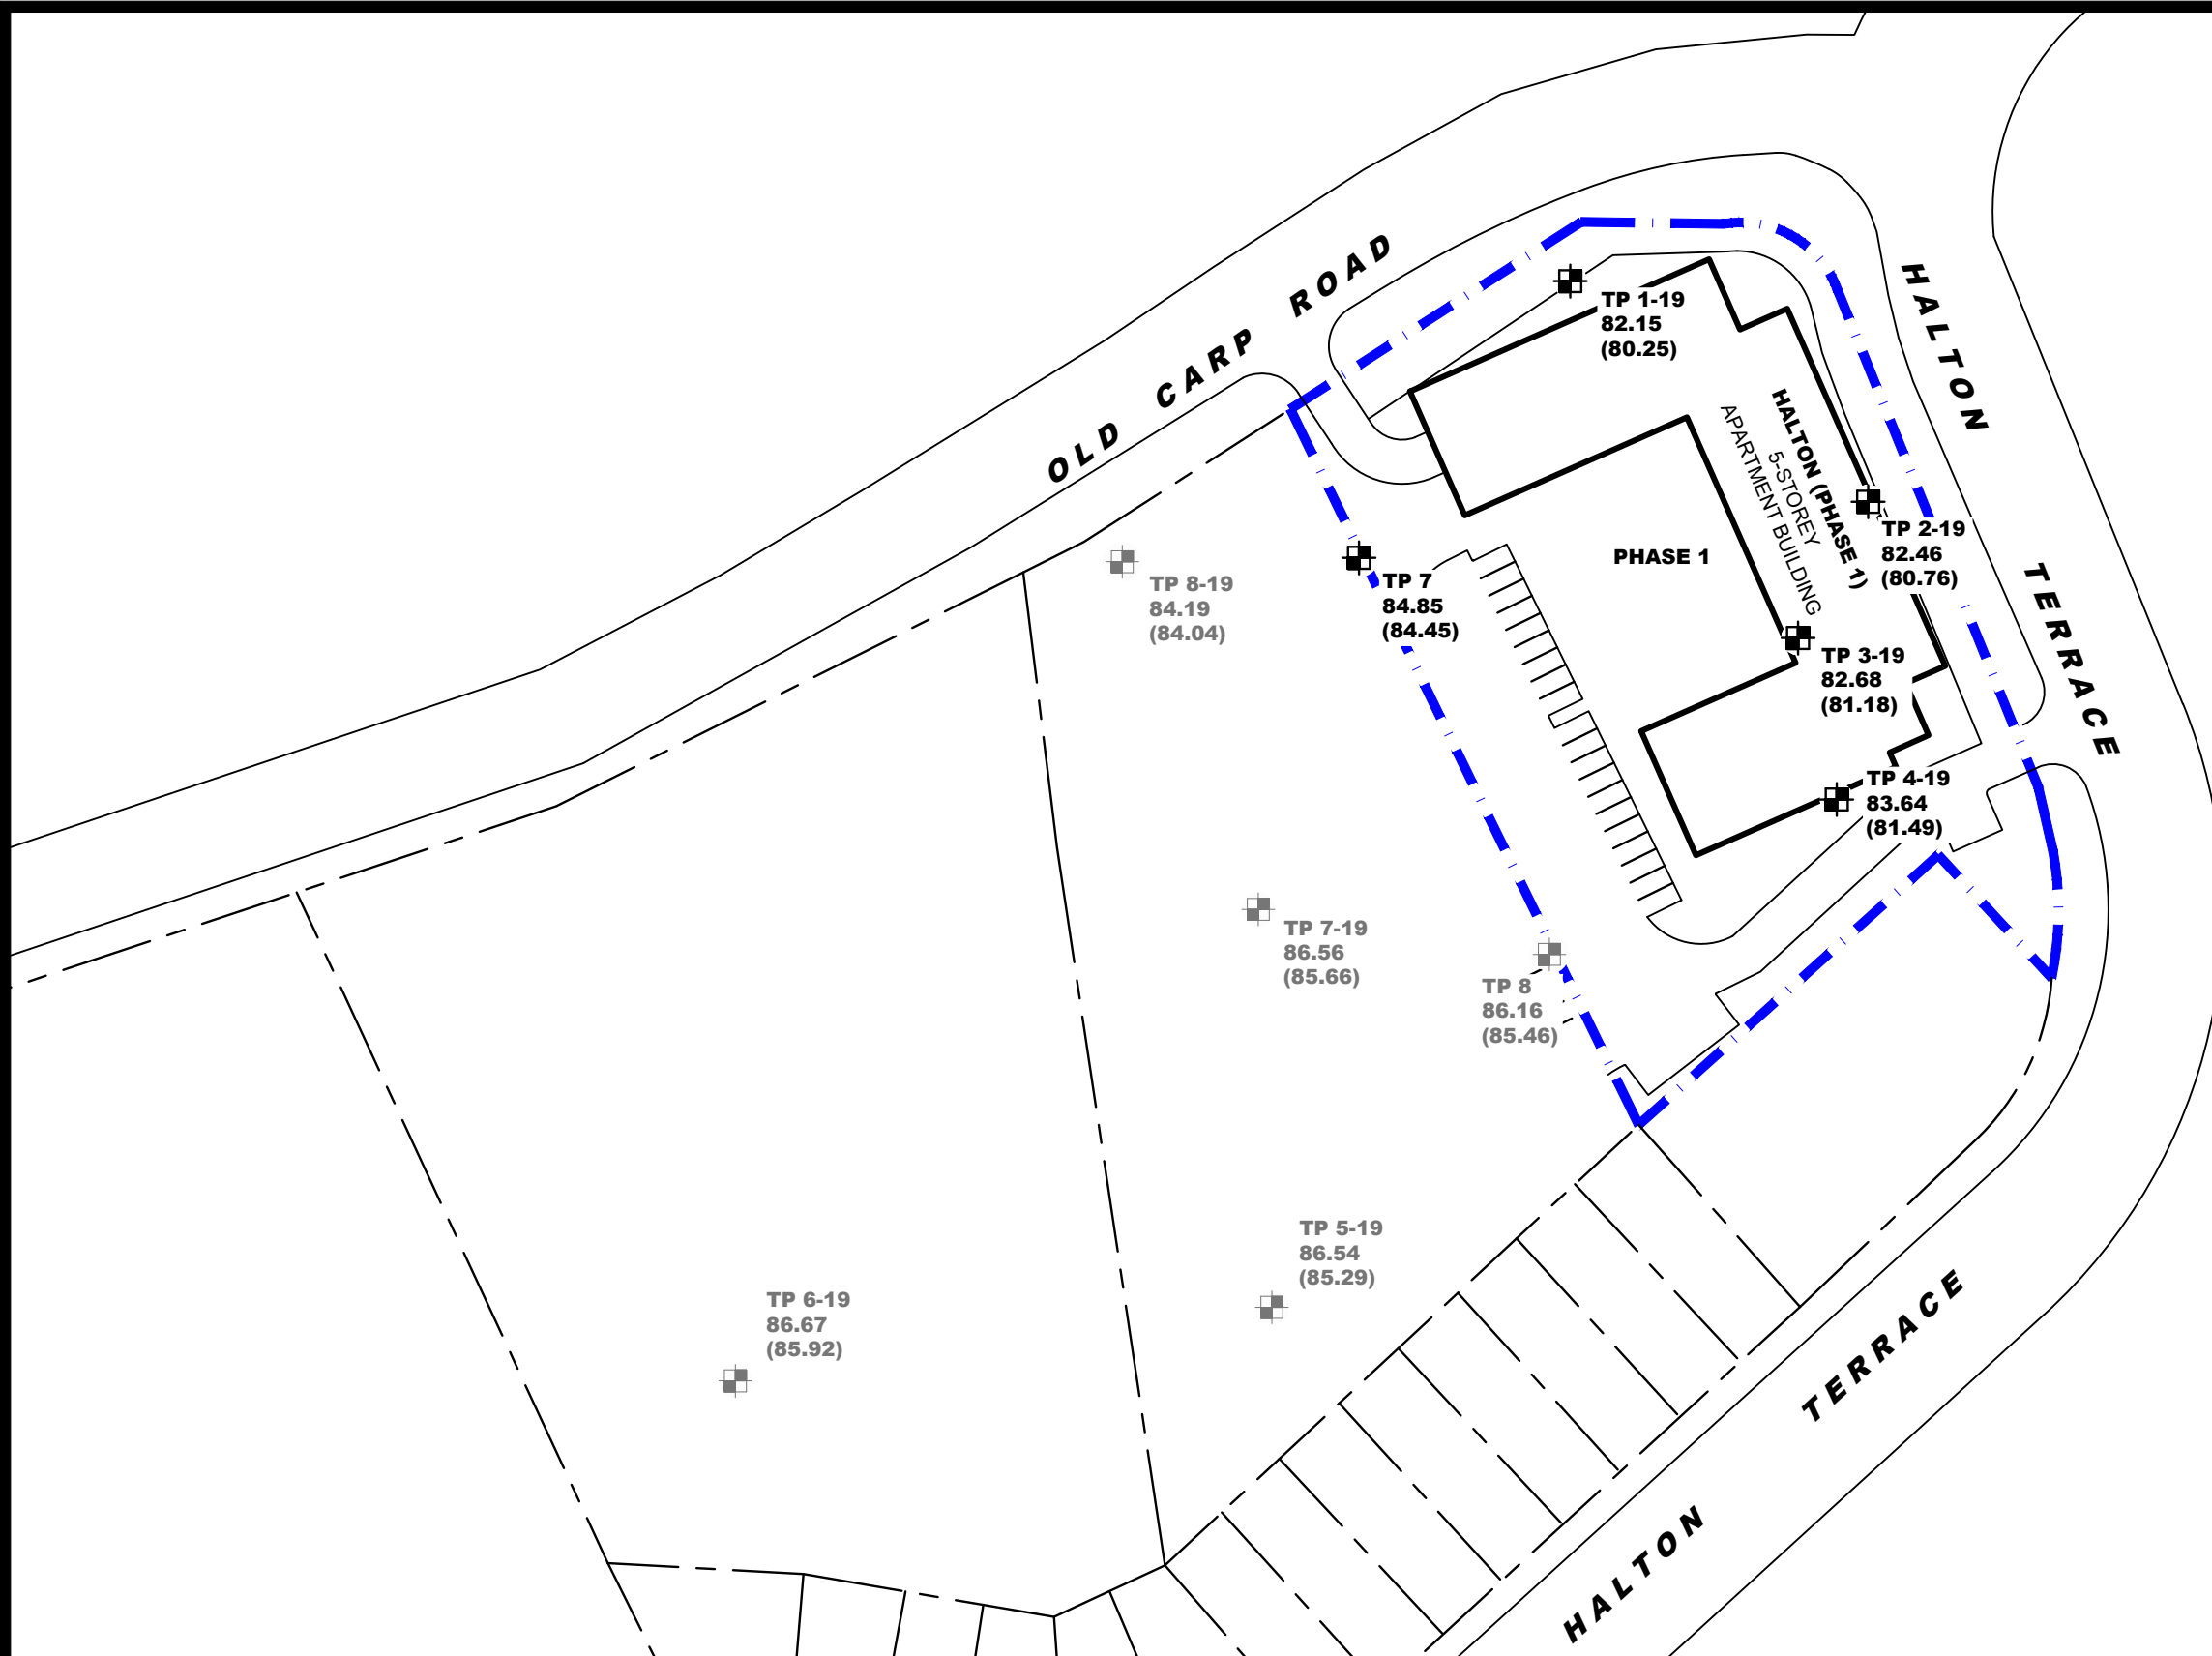 OLD CARP ROAD
HALTON TERRACE
TP 1-19
82.15
(80.25)
HALTON (PHASE 1)
5-STOREY
APARTMENT BUILDING
TP 2-19
82.46
(80.76)
PHASE 1
TP 8-19
84.19
(84.04)
TP 7
84.85
(84.45)
TP 3-19
82.68
(81.18)
TP 4-19
83.64
(81.49)
TP 7-19
86.56
(85.66)
TP 8
86.16
(85.46)
TP 5-19
86.54
(85.29)
TP 6-19
86.67
(85.92)
HALTON TERRACE